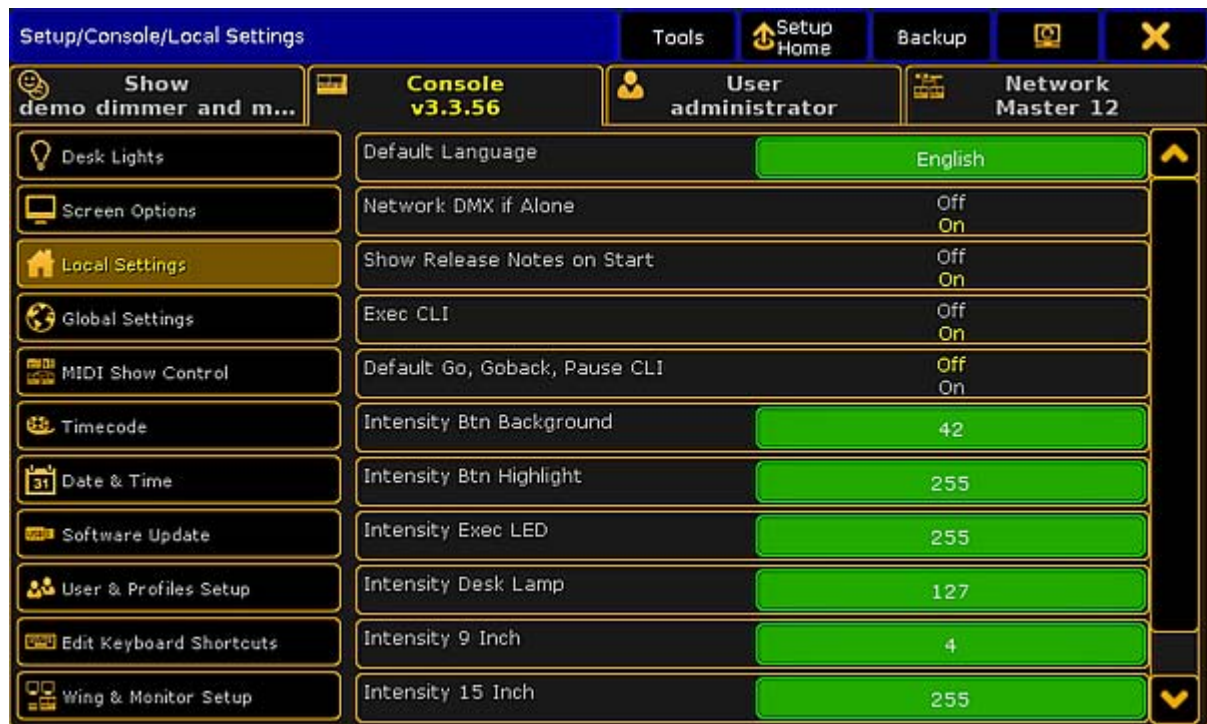 Setup/Console/Local Settings
Tools
Setup
Home
Backup
Show
demo dimmer and m...
Console
v3.3.56
User
administrator
Network
Master 12
Desk Lights
Screen Options
Local Settings
Global Settings
MIDI Show Control
Timecode
31 Date & Time
Software Update
User & Profiles Setup
Edit Keyboard Shortcuts
Wing & Monitor Setup
Default Language
English
Network DMX if Alone
Off
On
Show Release Notes on Start
Off
On
Exec CLI
Off
On
Default Go, Goback, Pause CLI
Off
On
Intensity Btn Background
42
Intensity Btn Highlight
255
Intensity Exec LED
255
Intensity Desk Lamp
127
Intensity 9 Inch
4
Intensity 15 Inch
255